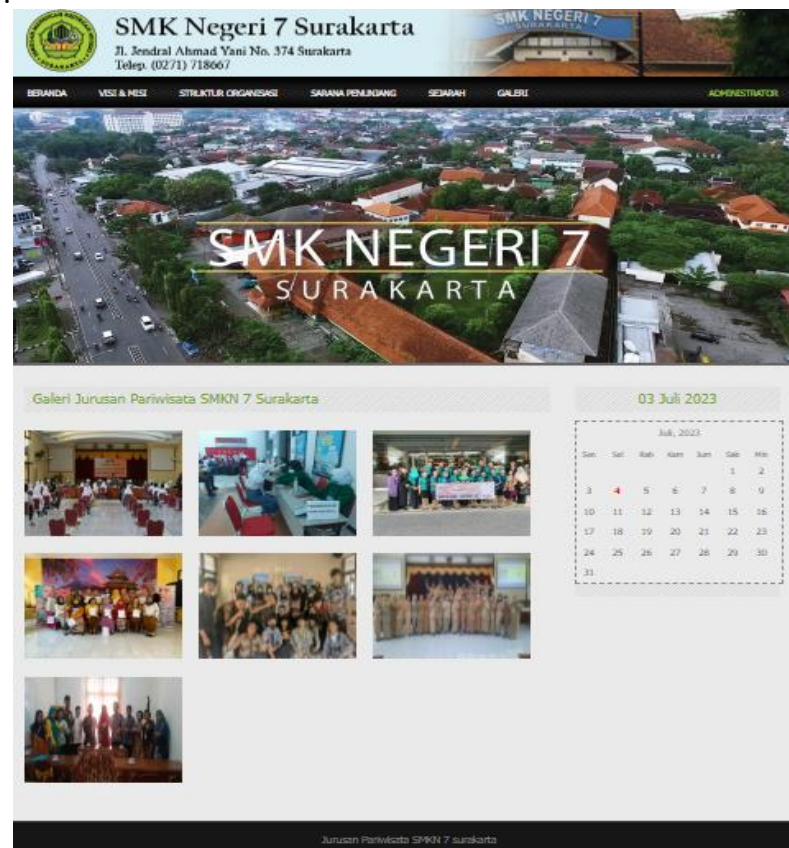 SMK Negeri 7 Surakarta
Jl. Jendral Ahmad Yani No. 374 Surakarta
Telep. (0271) 718667
SMK NEGERI 7
SURAKARTA
BERANDA VISI & MISI STRUKTUR ORGANISASI SARANA PENUNJANG SEJARAH GALERI ADMINISTRATOR
SMK NEGERI 7
SURAKARTA
Galeri Jurusan Pariwisata SMKN 7 Surakarta
03 Juli 2023
Juli, 2023
Sen Sel Rab Kam Jum Sab Min
1 2
3 4 5 6 7 8 9
10 11 12 13 14 15 16
17 18 19 20 21 22 23
24 25 26 27 28 29 30
31
Jurusan Pariwisata SMKN 7 surakarta